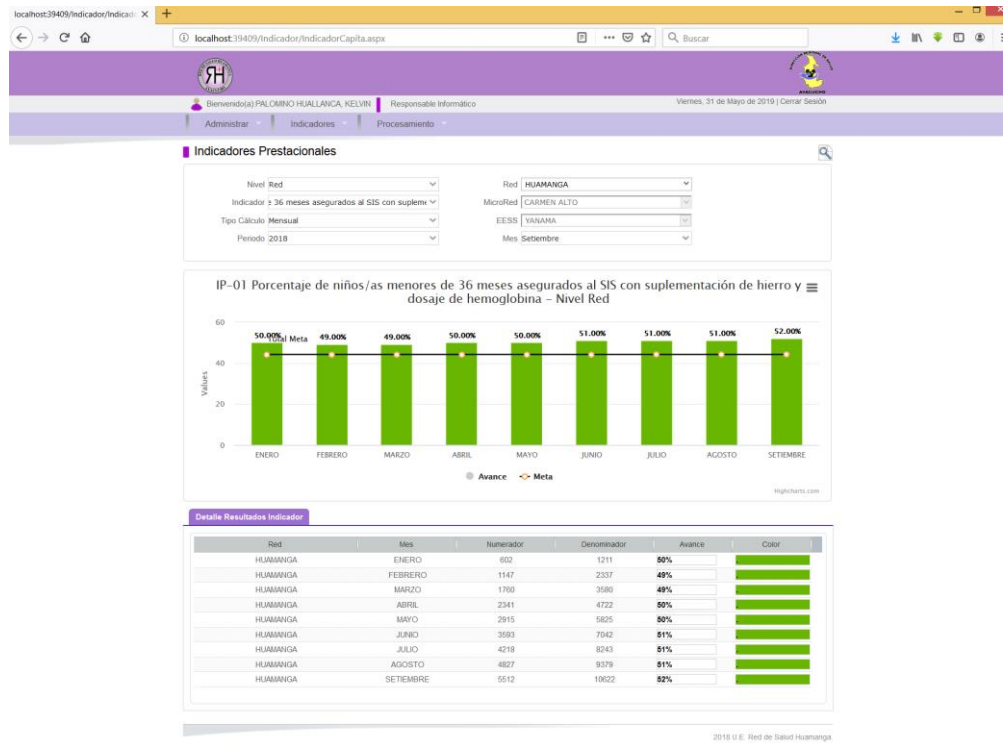 localhost:39409/Indicador/Indicado
localhost:39409/Indicador/IndicadorCapita.aspx
Buscar
RH
AYACUCHO
Bienvenido(a):PALOMINO HUALLANCA, KELVIN Responsable Informático Viernes, 31 de Mayo de 2019 | Cerrar Sesión
Administrar Indicadores Procesamiento
Indicadores Prestacionales
Nivel Red Red HUAMANGA
Indicador 36 meses asegurados al SIS con supleme MicroRed CARMEN ALTO
Tipo Cálculo Mensual EESS YANAMA
Periodo 2018 Mes Setiembre
IP-01 Porcentaje de niños/as menores de 36 meses asegurados al SIS con suplementación de hierro y
dosaje de hemoglobina - Nivel Red
60
50.00% 49.00% 49.00% 50.00% 50.00% 51.00% 51.00% 51.00% 52.00%
Total Meta
40
Values
20
0
ENERO FEBRERO MARZO ABRIL MAYO JUNIO JULIO AGOSTO SETIEMBRE
Avance Meta
Highcharts.com
Detalle Resultados Indicador
Red Mes Numerador Denominador Avance Color
HUAMANGA ENERO 602 1211 50%
HUAMANGA FEBRERO 1147 2337 49%
HUAMANGA MARZO 1760 3580 49%
HUAMANGA ABRIL 2341 4722 50%
HUAMANGA MAYO 2915 5825 50%
HUAMANGA JUNIO 3593 7042 51%
HUAMANGA JULIO 4218 8243 51%
HUAMANGA AGOSTO 4827 9379 51%
HUAMANGA SETIEMBRE 5512 10622 52%
2018 U.E. Red de Salud Huamanga.